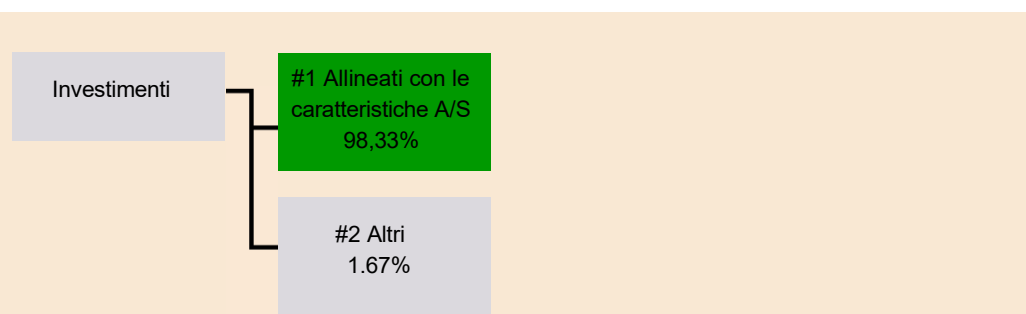 Investimenti
#1 Allineati con le
caratteristiche A/S
98,33%
#2 Altri
1.67%